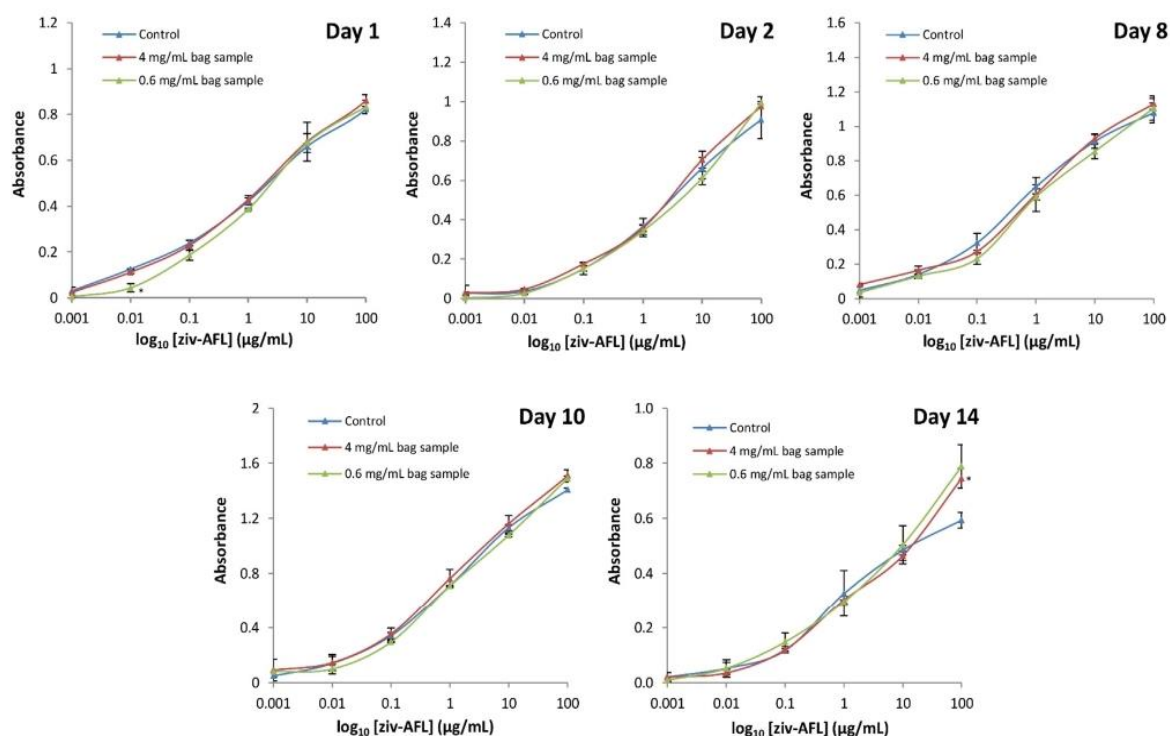 Day 1
Control
4 mg/mL bag sample
0.6 mg/mL bag sample
Absorbance
1.2
1
0.8
0.6
0.4
0.2
0
*
0.001 0.01 0.1 1 10 100
log₁₀ [ziv-AFL] (µg/mL)
Day 2
Control
4 mg/mL bag sample
0.6 mg/mL bag sample
Absorbance
1.4
1.2
1
0.8
0.6
0.4
0.2
0
0.001 0.01 0.1 1 10 100
log₁₀ [ziv-AFL] (µg/mL)
Day 8
Control
4 mg/mL bag sample
0.6 mg/mL bag sample
Absorbance
1.8
1.6
1.4
1.2
1
0.8
0.6
0.4
0.2
0
0.001 0.01 0.1 1 10 100
log₁₀ [ziv-AFL] (µg/mL)
Day 10
Control
4 mg/mL bag sample
0.6 mg/mL bag sample
Absorbance
2
1.6
1.2
0.8
0.4
0
0.001 0.01 0.1 1 10 100
log₁₀ [ziv-AFL] (µg/mL)
Day 14
Control
4 mg/mL bag sample
0.6 mg/mL bag sample
Absorbance
1.0
0.8
0.6
0.4
0.2
0.0
*
0.001 0.01 0.1 1 10 100
log₁₀ [ziv-AFL] (µg/mL)